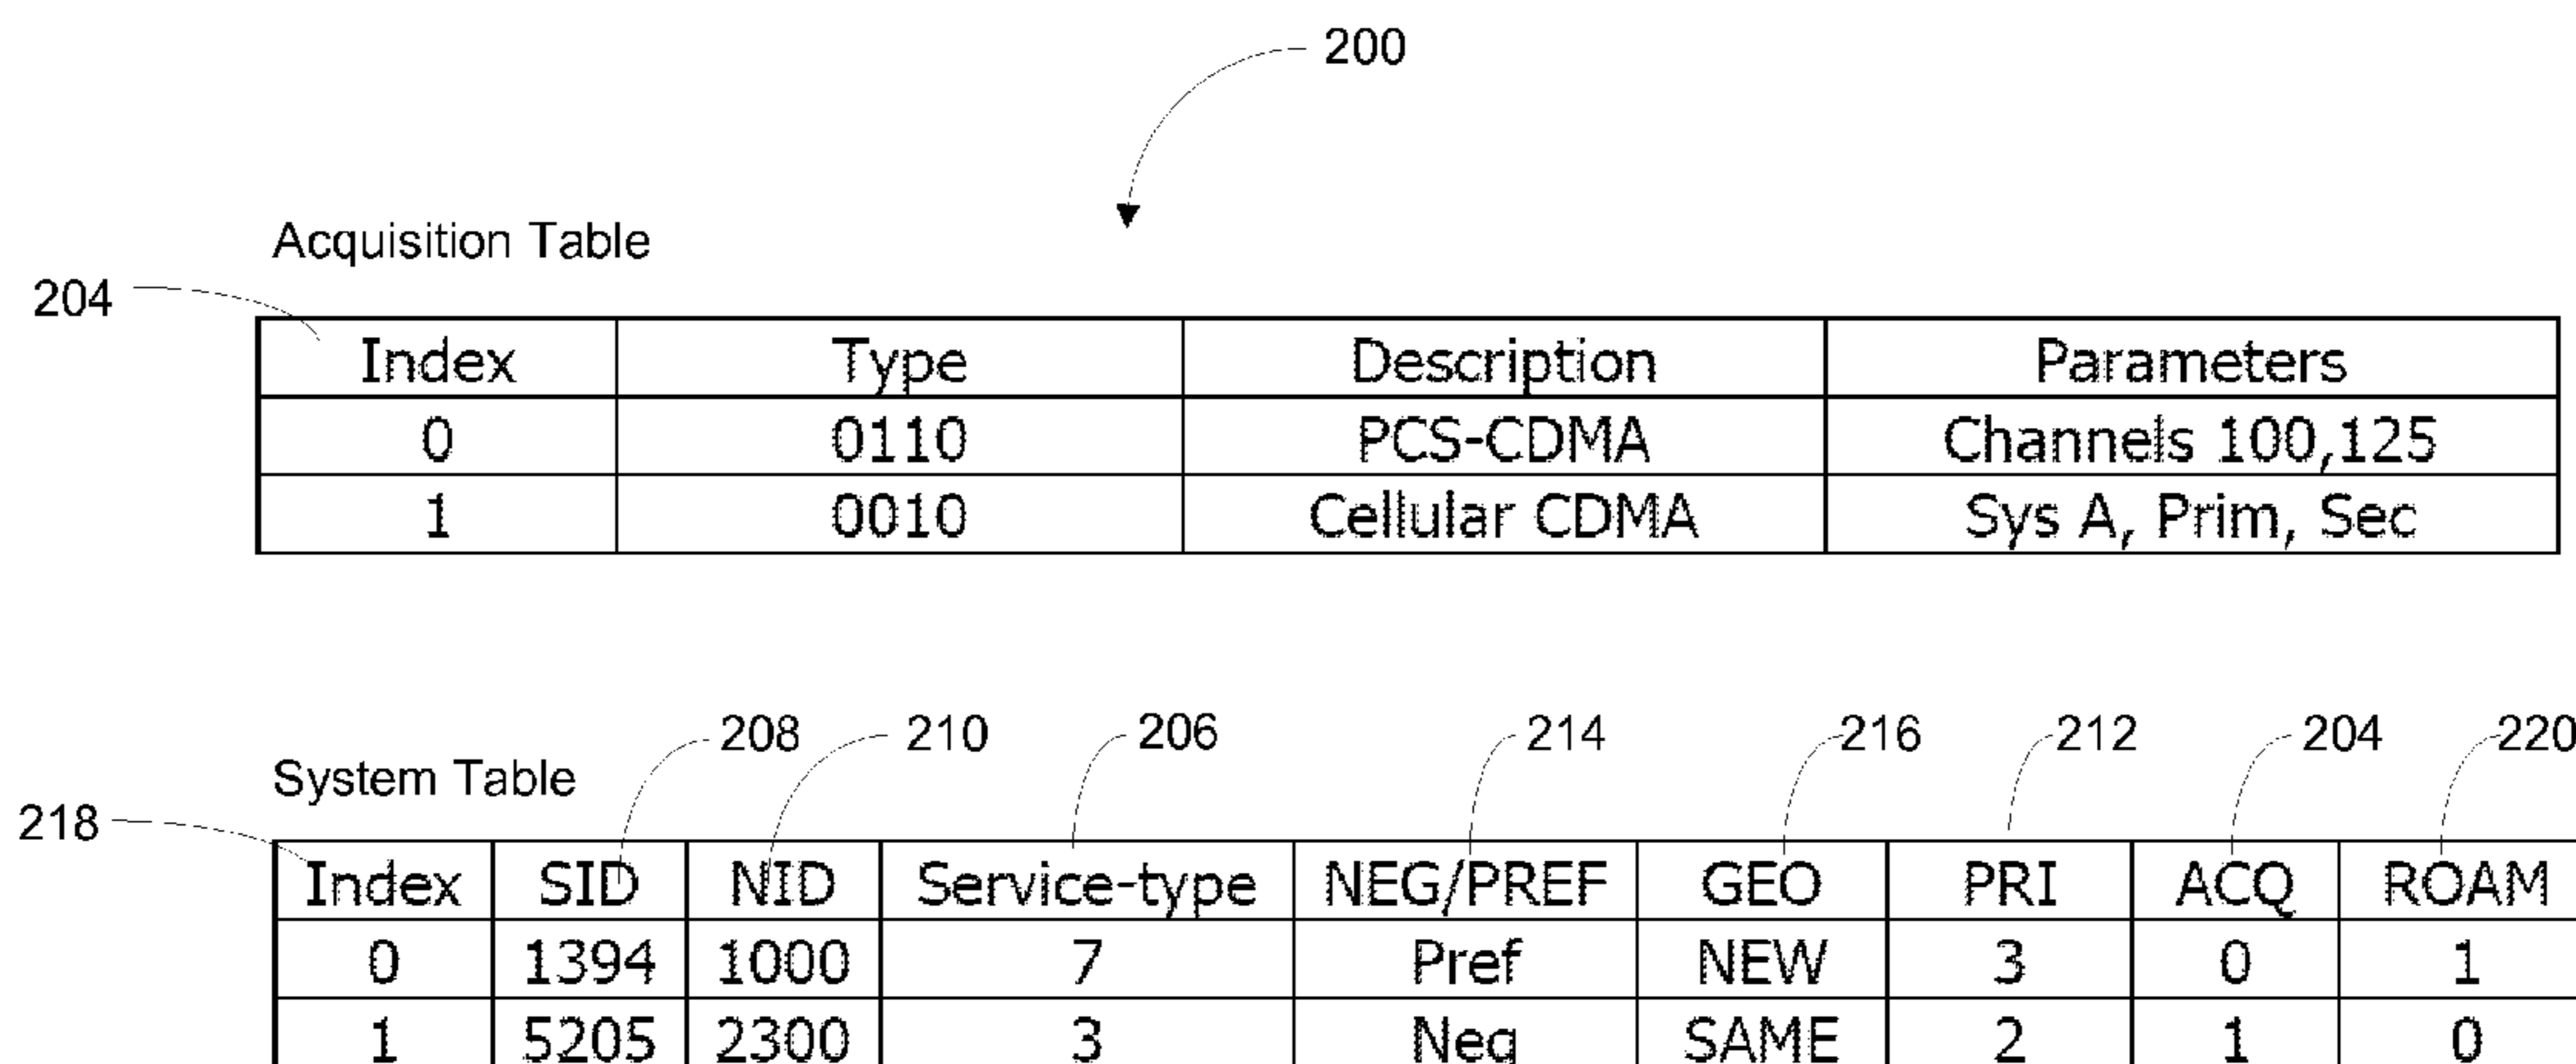 200
Acquisition Table
204
Index Type Description Parameters
0 0110 PCS-CDMA Channels 100,125
1 0010 Cellular CDMA Sys A, Prim, Sec
208 210 206 214 216 212 204 220
System Table
218
Index SID NID Service-type NEG/PREF GEO PRI ACQ ROAM
0 1394 1000 7 Pref NEW 3 0 1
1 5205 2300 3 Neg SAME 2 1 0